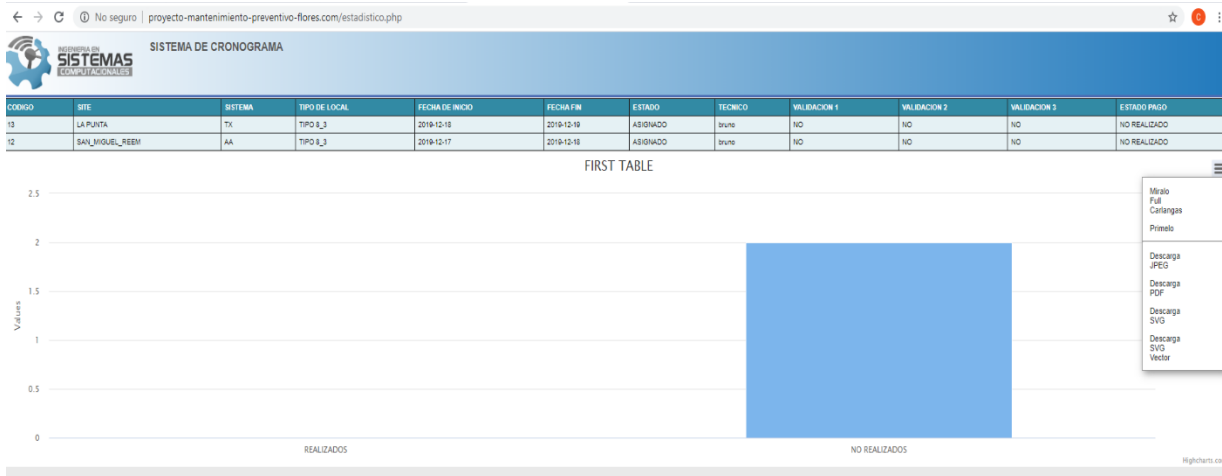 No seguro | proyecto-mantenimiento-preventivo-flores.com/estadistico.php
C
INGENIERIA EN
SISTEMAS
COMPUTACIONALES
SISTEMA DE CRONOGRAMA
CODIGO SITE SISTEMA TIPO DE LOCAL FECHA DE INICIO FECHA FIN ESTADO TECNICO VALIDACION 1 VALIDACION 2 VALIDACION 3 ESTADO PAGO
13 LA PUNTA TX TIPO 8_3 2019-12-18 2019-12-19 ASIGNADO bruno NO NO NO NO REALIZADO
12 SAN_MIGUEL_REEM AA TIPO 8_3 2019-12-17 2019-12-18 ASIGNADO bruno NO NO NO NO REALIZADO
FIRST TABLE
Miralo
Full
Carlangas
Primelo
Descarga
JPEG
Descarga
PDF
Descarga
SVG
Descarga
SVG
Vector
Values
2.5
2
1.5
1
0.5
0
REALIZADOS
NO REALIZADOS
Highcharts.co